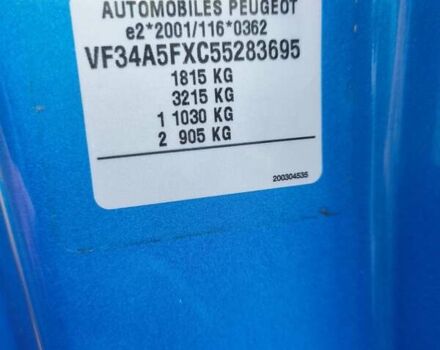 AUTOMOBILES PEUGEOT
e2*2001/116*0362
VF34A5FXC55283695
1815 KG
3215 KG
1 1030 KG
2 905 KG
200304535